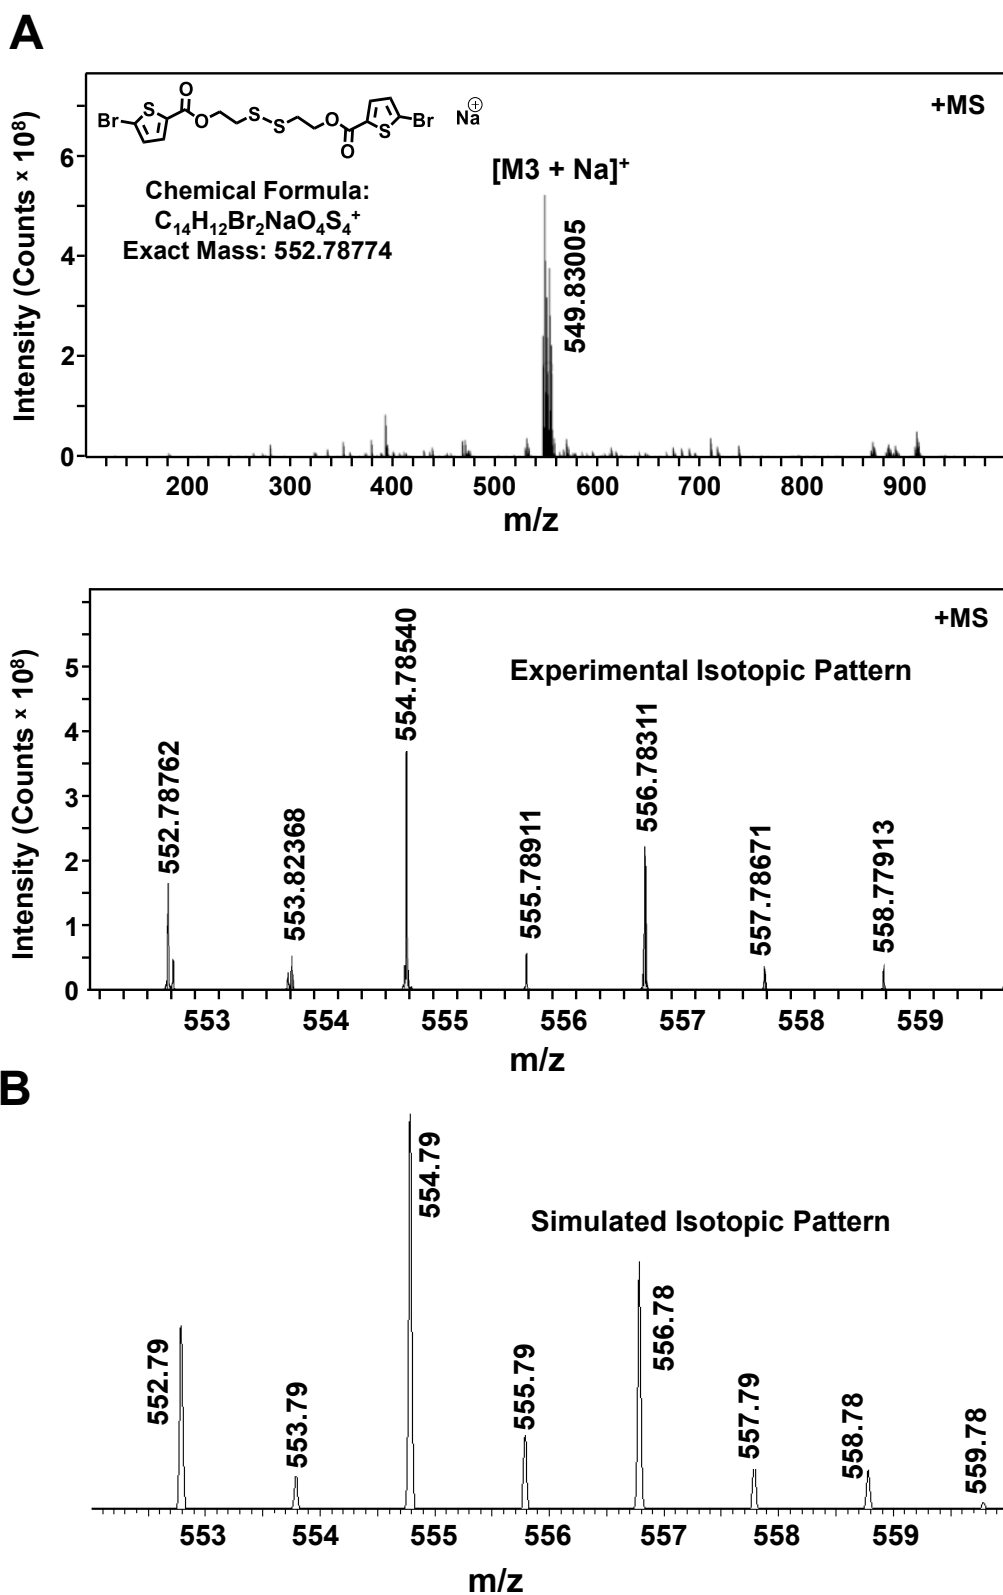 A
+MS
Br
S
O
O
S
S
O
O
S
Br
Na⊕
[M3 + Na]⁺
Chemical Formula:
C₁₄H₁₂Br₂NaO₄S₄⁺
Exact Mass: 552.78774
549.83005
Intensity (Counts × 10⁸)
6
4
2
0
200 300 400 500 600 700 800 900
m/z
+MS
Experimental Isotopic Pattern
552.78762
553.82368
554.78540
555.78911
556.78311
557.78671
558.77913
Intensity (Counts × 10⁸)
5
4
3
2
1
0
553 554 555 556 557 558 559
m/z
B
Simulated Isotopic Pattern
552.79
553.79
554.79
555.79
556.78
557.79
558.78
559.78
553 554 555 556 557 558 559
m/z